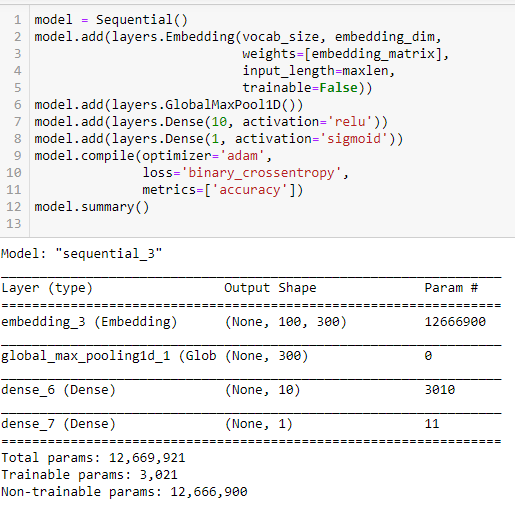 1 model = Sequential()
2 model.add(layers.Embedding(vocab_size, embedding_dim,
3 weights=[embedding_matrix],
4 input_length=maxlen,
5 trainable=False))
6 model.add(layers.GlobalMaxPool1D())
7 model.add(layers.Dense(10, activation='relu'))
8 model.add(layers.Dense(1, activation='sigmoid'))
9 model.compile(optimizer='adam',
10 loss='binary_crossentropy',
11 metrics=['accuracy'])
12 model.summary()
13
Model: "sequential_3"
Layer (type) Output Shape Param #
embedding_3 (Embedding) (None, 100, 300) 12666900
global_max_pooling1d_1 (Glob (None, 300) 0
dense_6 (Dense) (None, 10) 3010
dense_7 (Dense) (None, 1) 11
Total params: 12,669,921
Trainable params: 3,021
Non-trainable params: 12,666,900